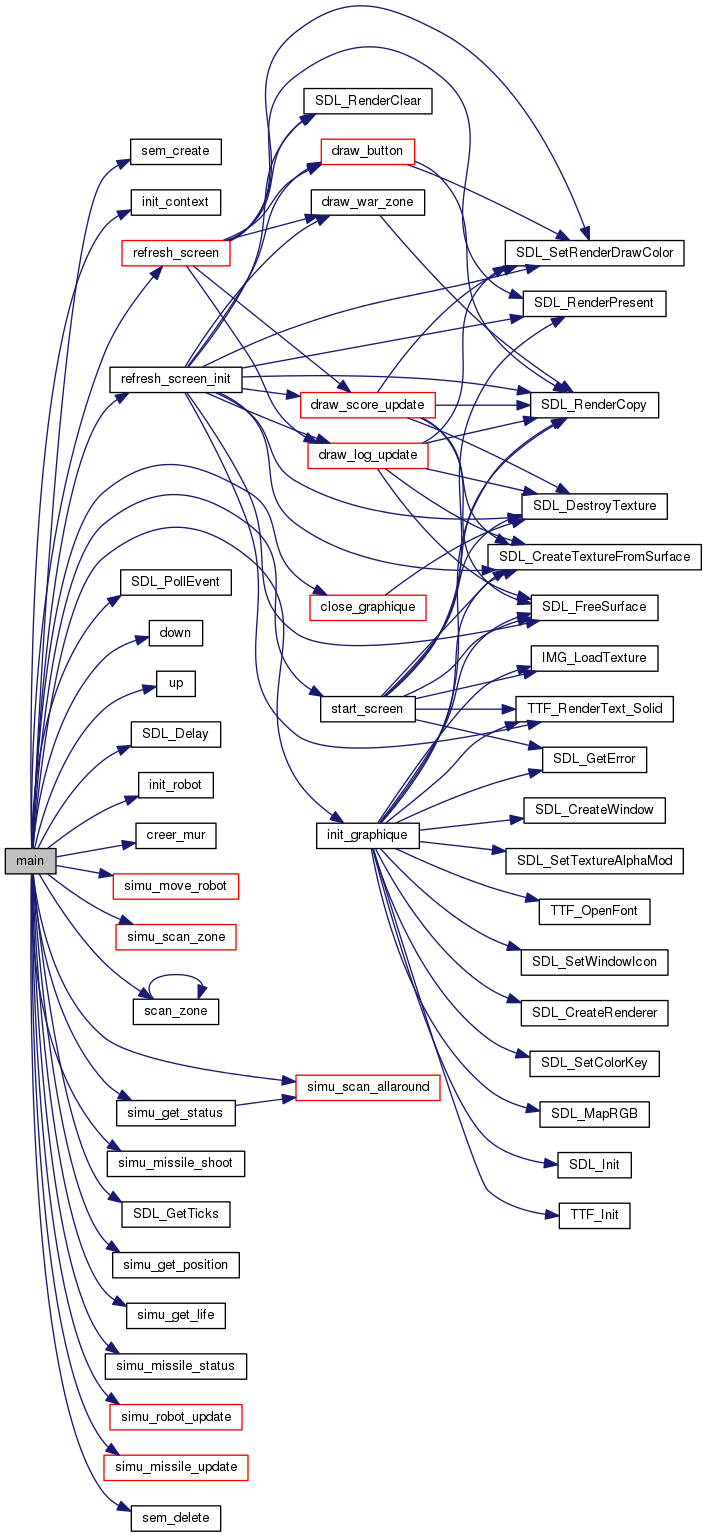 SDL_RenderClear
sem_create
draw_button
init_context
draw_war_zone
refresh_screen
SDL_SetRenderDrawColor
SDL_RenderPresent
refresh_screen_init
draw_score_update
SDL_RenderCopy
draw_log_update
SDL_DestroyTexture
SDL_CreateTextureFromSurface
SDL_PollEvent
close_graphique
SDL_FreeSurface
down
IMG_LoadTexture
up
start_screen
TTF_RenderText_Solid
SDL_Delay
SDL_GetError
init_robot
SDL_CreateWindow
creer_mur
init_graphique
main
SDL_SetTextureAlphaMod
simu_move_robot
TTF_OpenFont
simu_scan_zone
SDL_SetWindowIcon
scan_zone
SDL_CreateRenderer
SDL_SetColorKey
simu_scan_allaround
simu_get_status
SDL_MapRGB
simu_missile_shoot
SDL_Init
SDL_GetTicks
TTF_Init
simu_get_position
simu_get_life
simu_missile_status
simu_robot_update
simu_missile_update
sem_delete